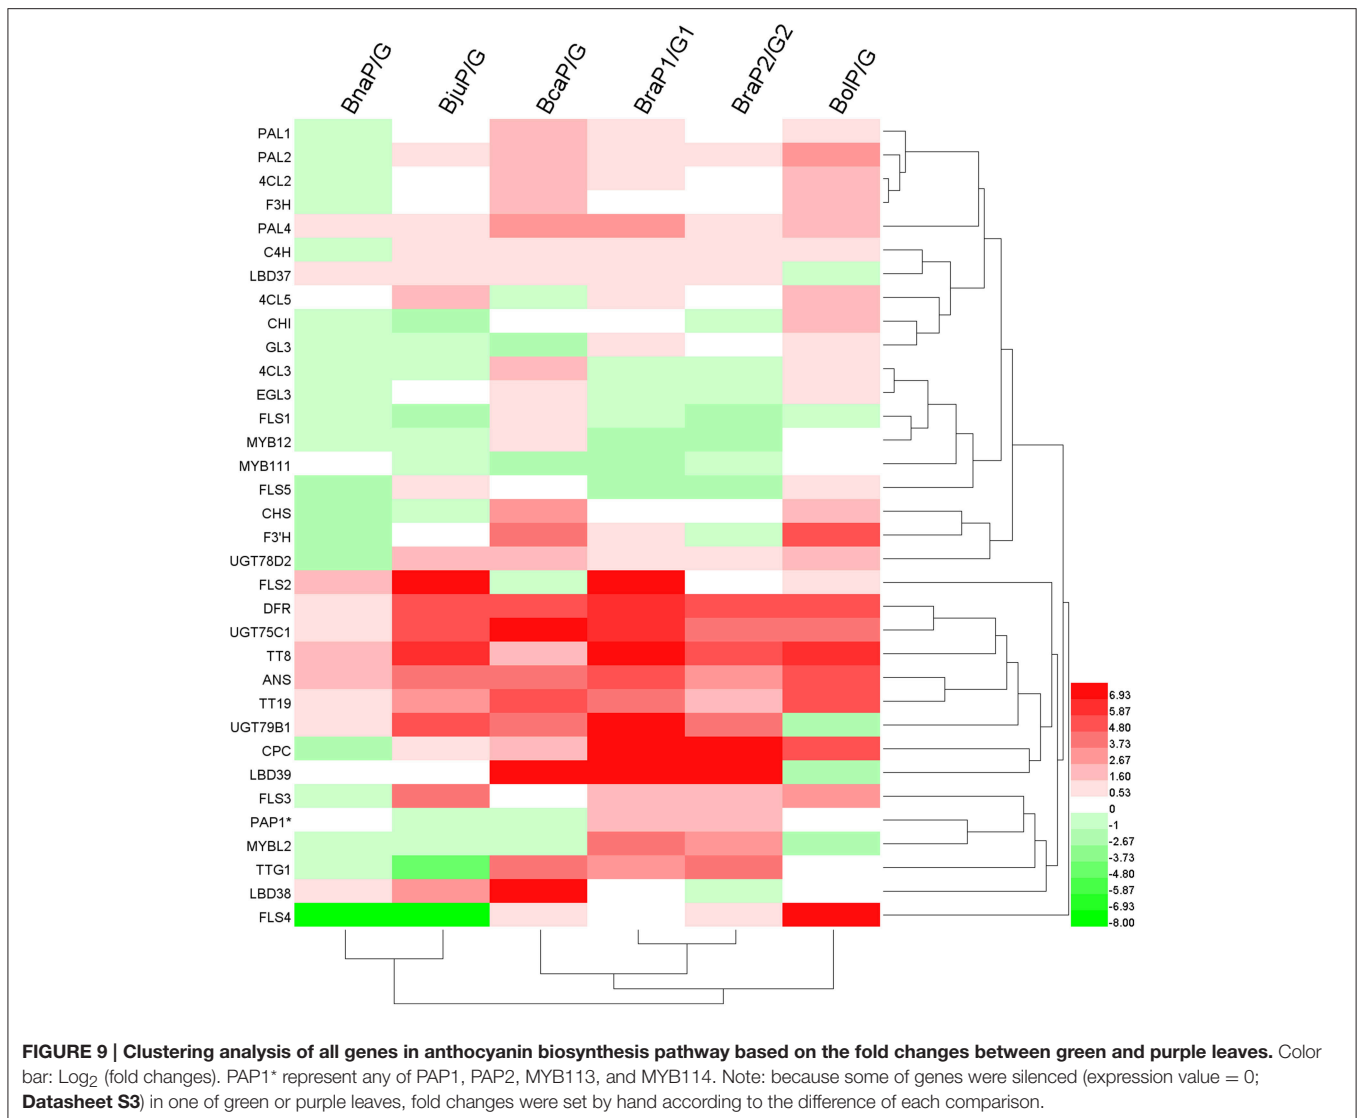 BnaP/G
BjuP/G
BcaP/G
BraP1/G1
BraP2/G2
BolP/G
PAL1
PAL2
4CL2
F3H
PAL4
C4H
LBD37
4CL5
CHI
GL3
4CL3
EGL3
FLS1
MYB12
MYB111
FLS5
CHS
F3'H
UGT78D2
FLS2
DFR
UGT75C1
TT8
ANS
TT19
UGT79B1
CPC
LBD39
FLS3
PAP1*
MYBL2
TTG1
LBD38
FLS4
6.93
5.87
4.80
3.73
2.67
1.60
0.53
0
-1
-2.67
-3.73
-4.80
-5.87
-6.93
-8.00
FIGURE 9 | Clustering analysis of all genes in anthocyanin biosynthesis pathway based on the fold changes between green and purple leaves. Color
bar: Log2 (fold changes). PAP1* represent any of PAP1, PAP2, MYB113, and MYB114. Note: because some of genes were silenced (expression value = 0;
Datasheet S3) in one of green or purple leaves, fold changes were set by hand according to the difference of each comparison.